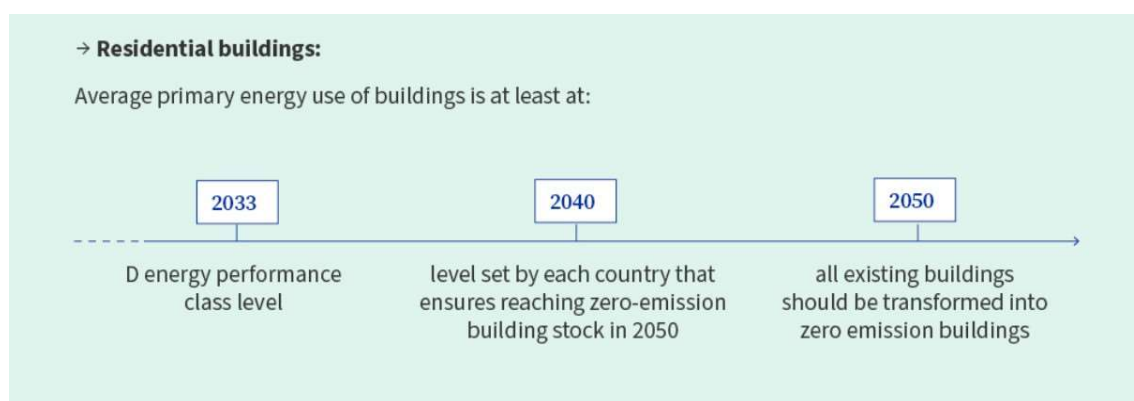 → Residential buildings:
Average primary energy use of buildings is at least at:
2033
D energy performance
class level
2040
level set by each country that
ensures reaching zero-emission
building stock in 2050
2050
all existing buildings
should be transformed into
zero emission buildings